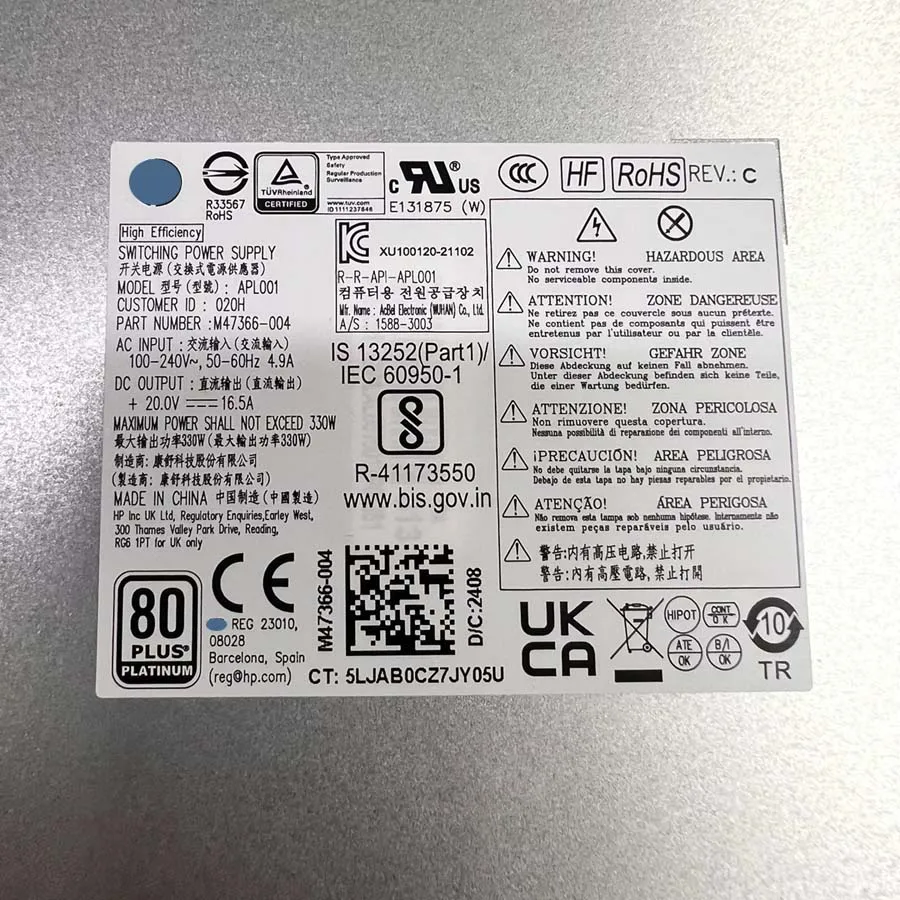 R33567
RoHS
TÜVRheinland
CERTIFIED
Type Approved
Safety
Regular Production
Surveillance
www.tuv.com
ID 1111237846
c RU ® US
E131875 (W)
CCC
HF
RoHS
REV.: C
High Efficiency
SWITCHING POWER SUPPLY
开关电源 (交換式電源供應器)
MODEL 型号 (型號) : APL001
CUSTOMER ID : 020H
PART NUMBER :M47366-004
AC INPUT : 交流输入 (交流輸入)
100-240V~, 50-60Hz 4.9A
DC OUTPUT : 直流输出 (直流輸出)
+ 20.0V ⎓ 16.5A
MAXIMUM POWER SHALL NOT EXCEED 330W
最大输出功率330W (最大輸出功率330W)
制造商: 康舒科技股份有限公司
(製造商: 康舒科技股份有限公司)
MADE IN CHINA 中国制造 (中國製造)
HP Inc UK Ltd, Regulatory Enquiries,Earley West,
300 Thames Valley Park Drive, Reading,
RG6 1PT for UK only
XU100120-21102
R-R-API-APL001
컴퓨터용 전원공급장치
Mfr. Name : AcBel Electronic (WUHAN) Co., Ltd.
A/S : 1588-3003
IS 13252(Part1)/
IEC 60950-1
R-41173550
www.bis.gov.in
WARNING! HAZARDOUS AREA
Do not remove this cover.
No serviceable components inside.
ATTENTION! ZONE DANGEREUSE
Ne retirez pas ce couvercle sous aucun prétexte.
Ne contient pas de composants qui puissent être
entretenus par l'utilisateur ou par la clientèle.
VORSICHT! GEFAHR ZONE
Diese Abdeckung auf keinen Fall abnehmen.
Unter dieser Abdeckung befinden sich keine Teile,
die einer Wartung bedürfen.
ATTENZIONE! ZONA PERICOLOSA
Non rimuovere questa copertura.
Nessuna possibilità di reparazione dei componenti all'interno.
¡PRECAUCIÓN! AREA PELIGROSA
No debe quitarse la tapa bajo ninguna circunstancia.
Debajo de esta tapa no hay piezas reparables por el propietario.
ATENÇÃO! ÁREA PERIGOSA
Não remova esta tampa sob nenhuma hipótese. Internamente não
existem peças reparáveis pelo usuário.
警告:内有高压电路,禁止打开
警告:內有高壓電路,禁止打開
80
PLUS®
PLATINUM
CE
REG 23010,
08028
Barcelona, Spain
(reg@hp.com)
M47366-004
D/C:2408
CT: 5LJAB0CZ7JY05U
UK
CA
HIPOT
CONT
OK
ATE
OK
B/I
OK
10
TR